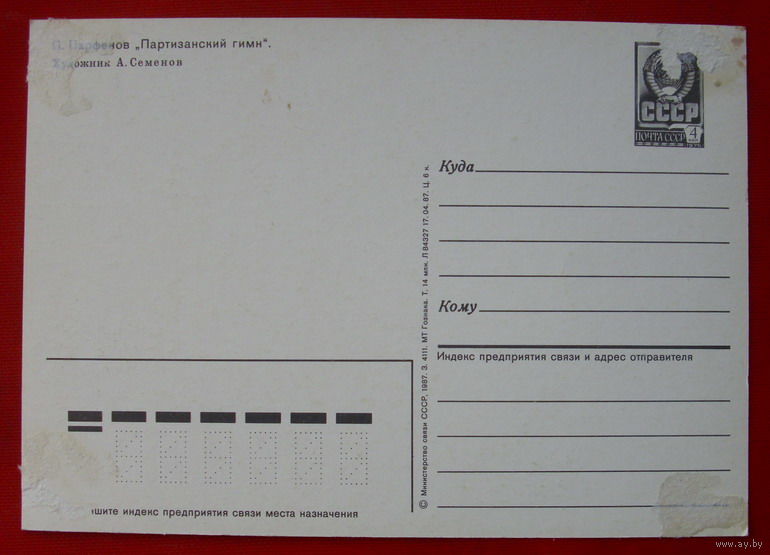 П. Парфенов „Партизанский гимн“.
Художник А. Семенов
СССР
ПОЧТА СССР 4
Куда
Кому
Индекс предприятия связи и адрес отправителя
© Министерство связи СССР, 1987. З. 4111. МТ Гознака. Т. 14 млн. Л 84327 17. 04. 87. Ц. 6 к.
ишите индекс предприятия связи места назначения
www.ay.by